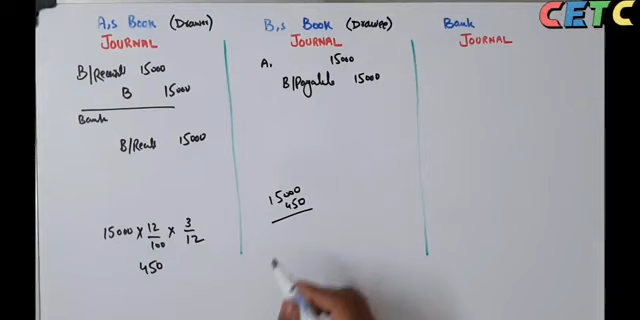 A,s Book (Drawer)
JOURNAL
B/Receivable 15000
B 15000
Bank
B/Recble 15000
15000 × 12/100 × 3/12
450
B,s Book (Drawee)
JOURNAL
A, 15000
B/Payable 15000
15000
450
Bank
JOURNAL
CETC